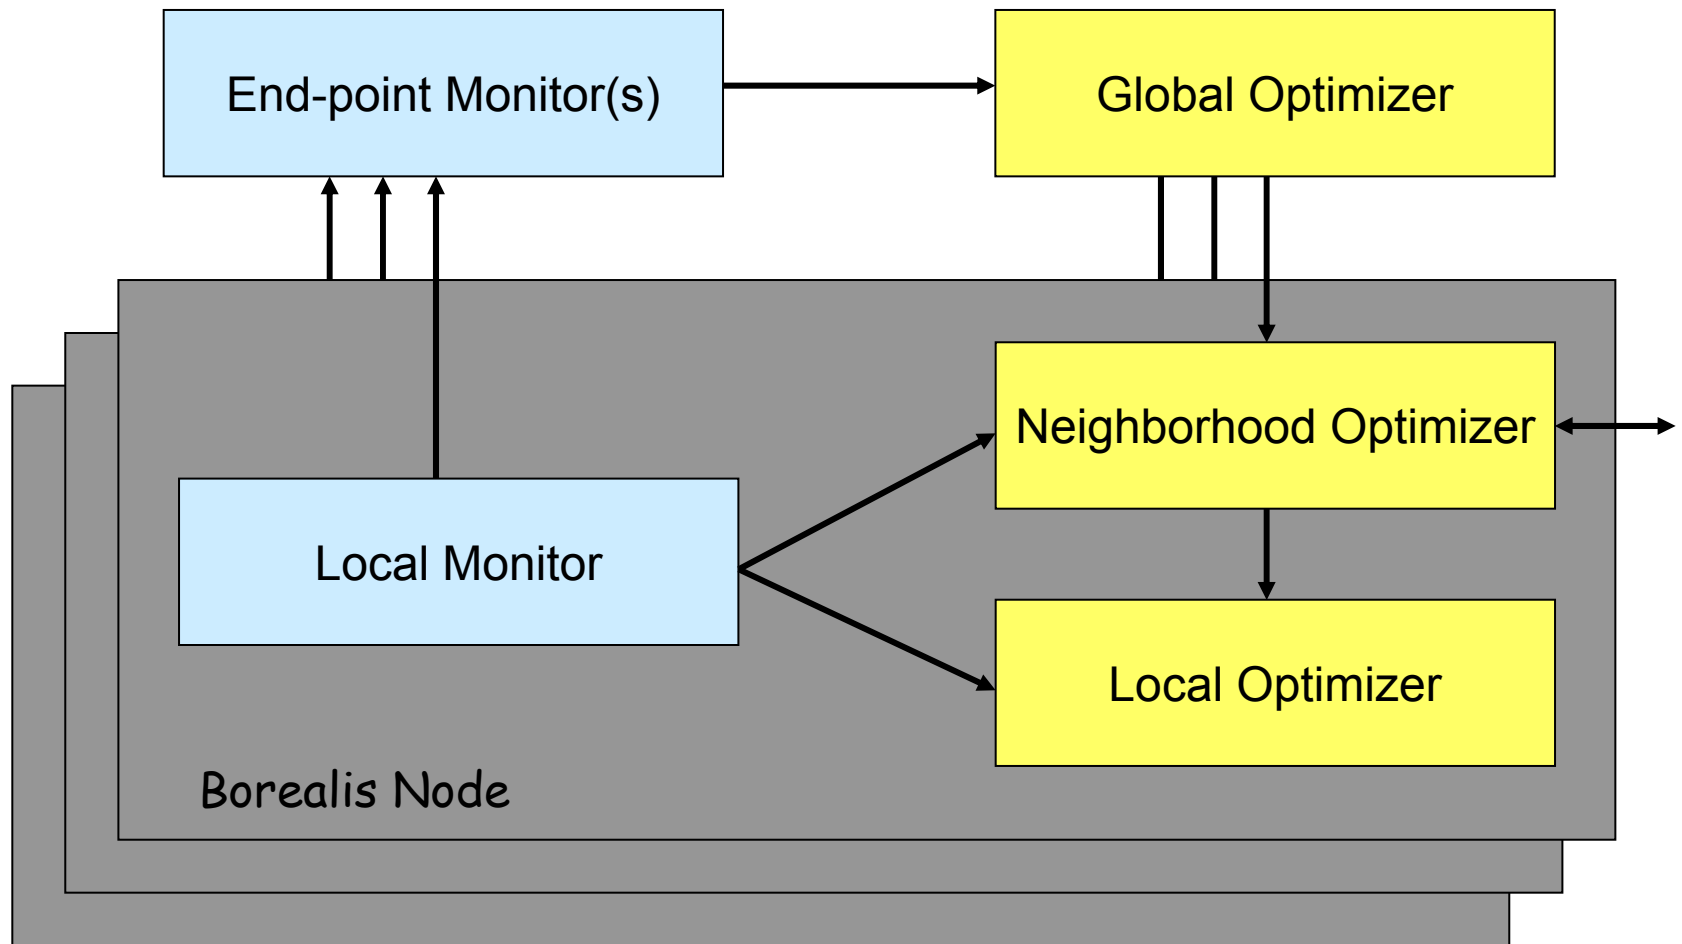 End-point Monitor(s)
Global Optimizer
Neighborhood Optimizer
Local Monitor
Local Optimizer
Borealis Node